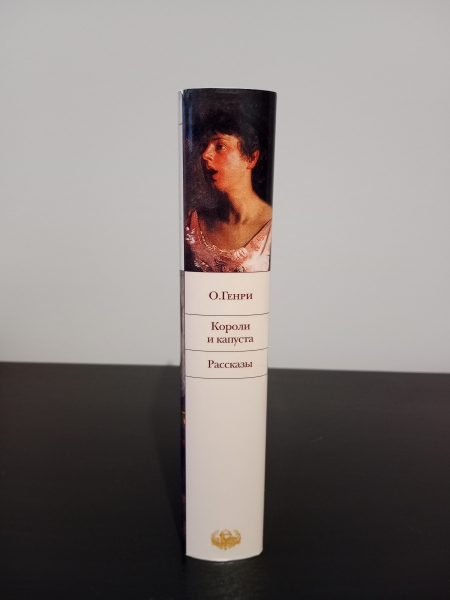 О.Генри
Короли
и капуста
Рассказы